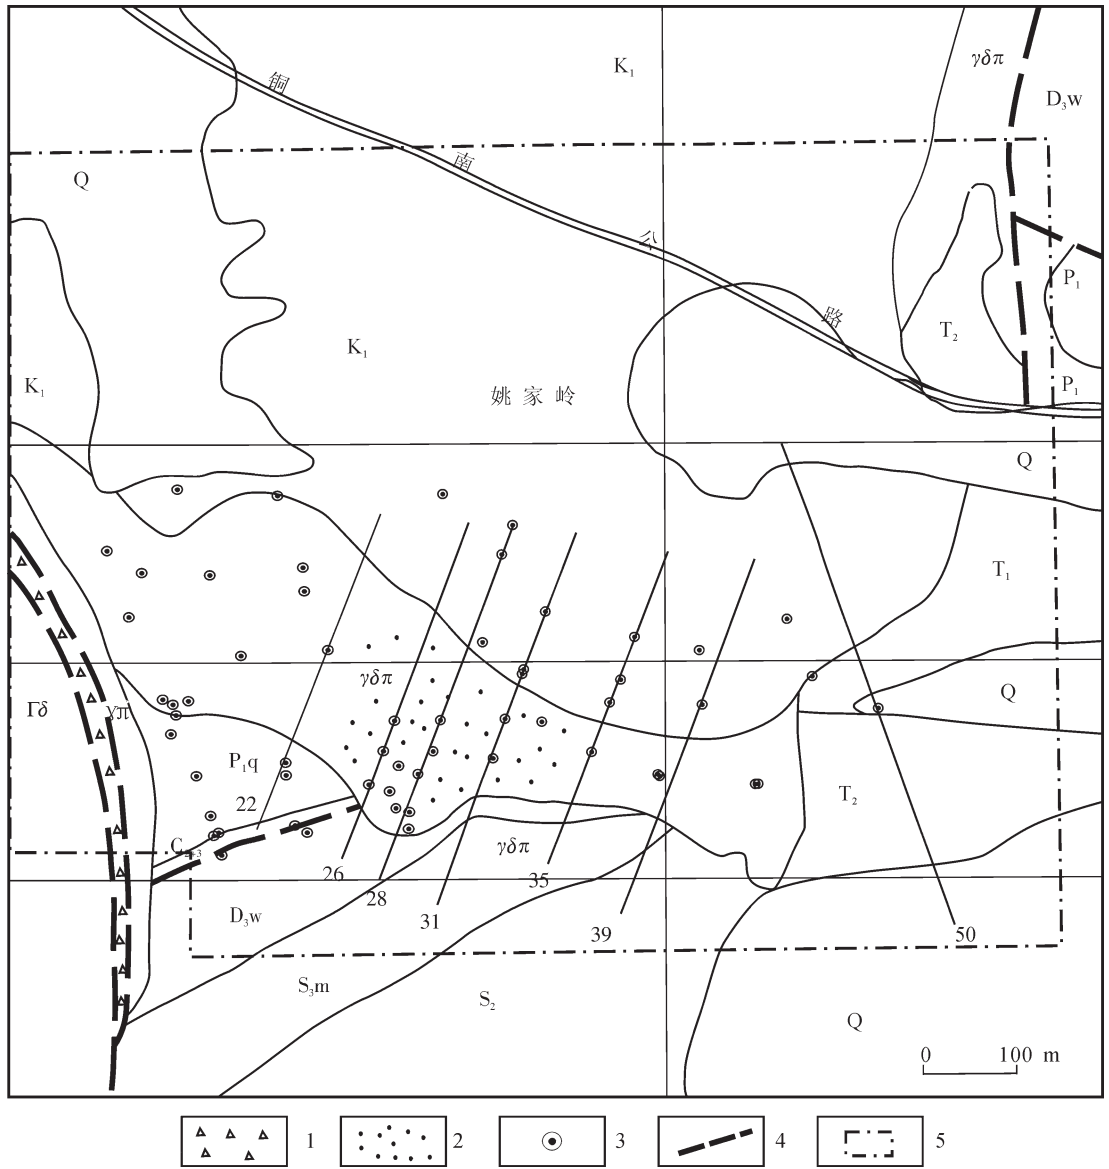 γδπ
K₁
D₃w
铜
南
Q
公
P₁
路
T₂
K₁
K₁
P₁
姚家岭
Q
T₁
γδπ
Q
Γδ
γπ
P₁q
T₂
22
C₂₊₃
γδπ
26
35
28
D₃w
31
39
50
S₃m
S₂
Q
0 100 m
1 2 3 4 5